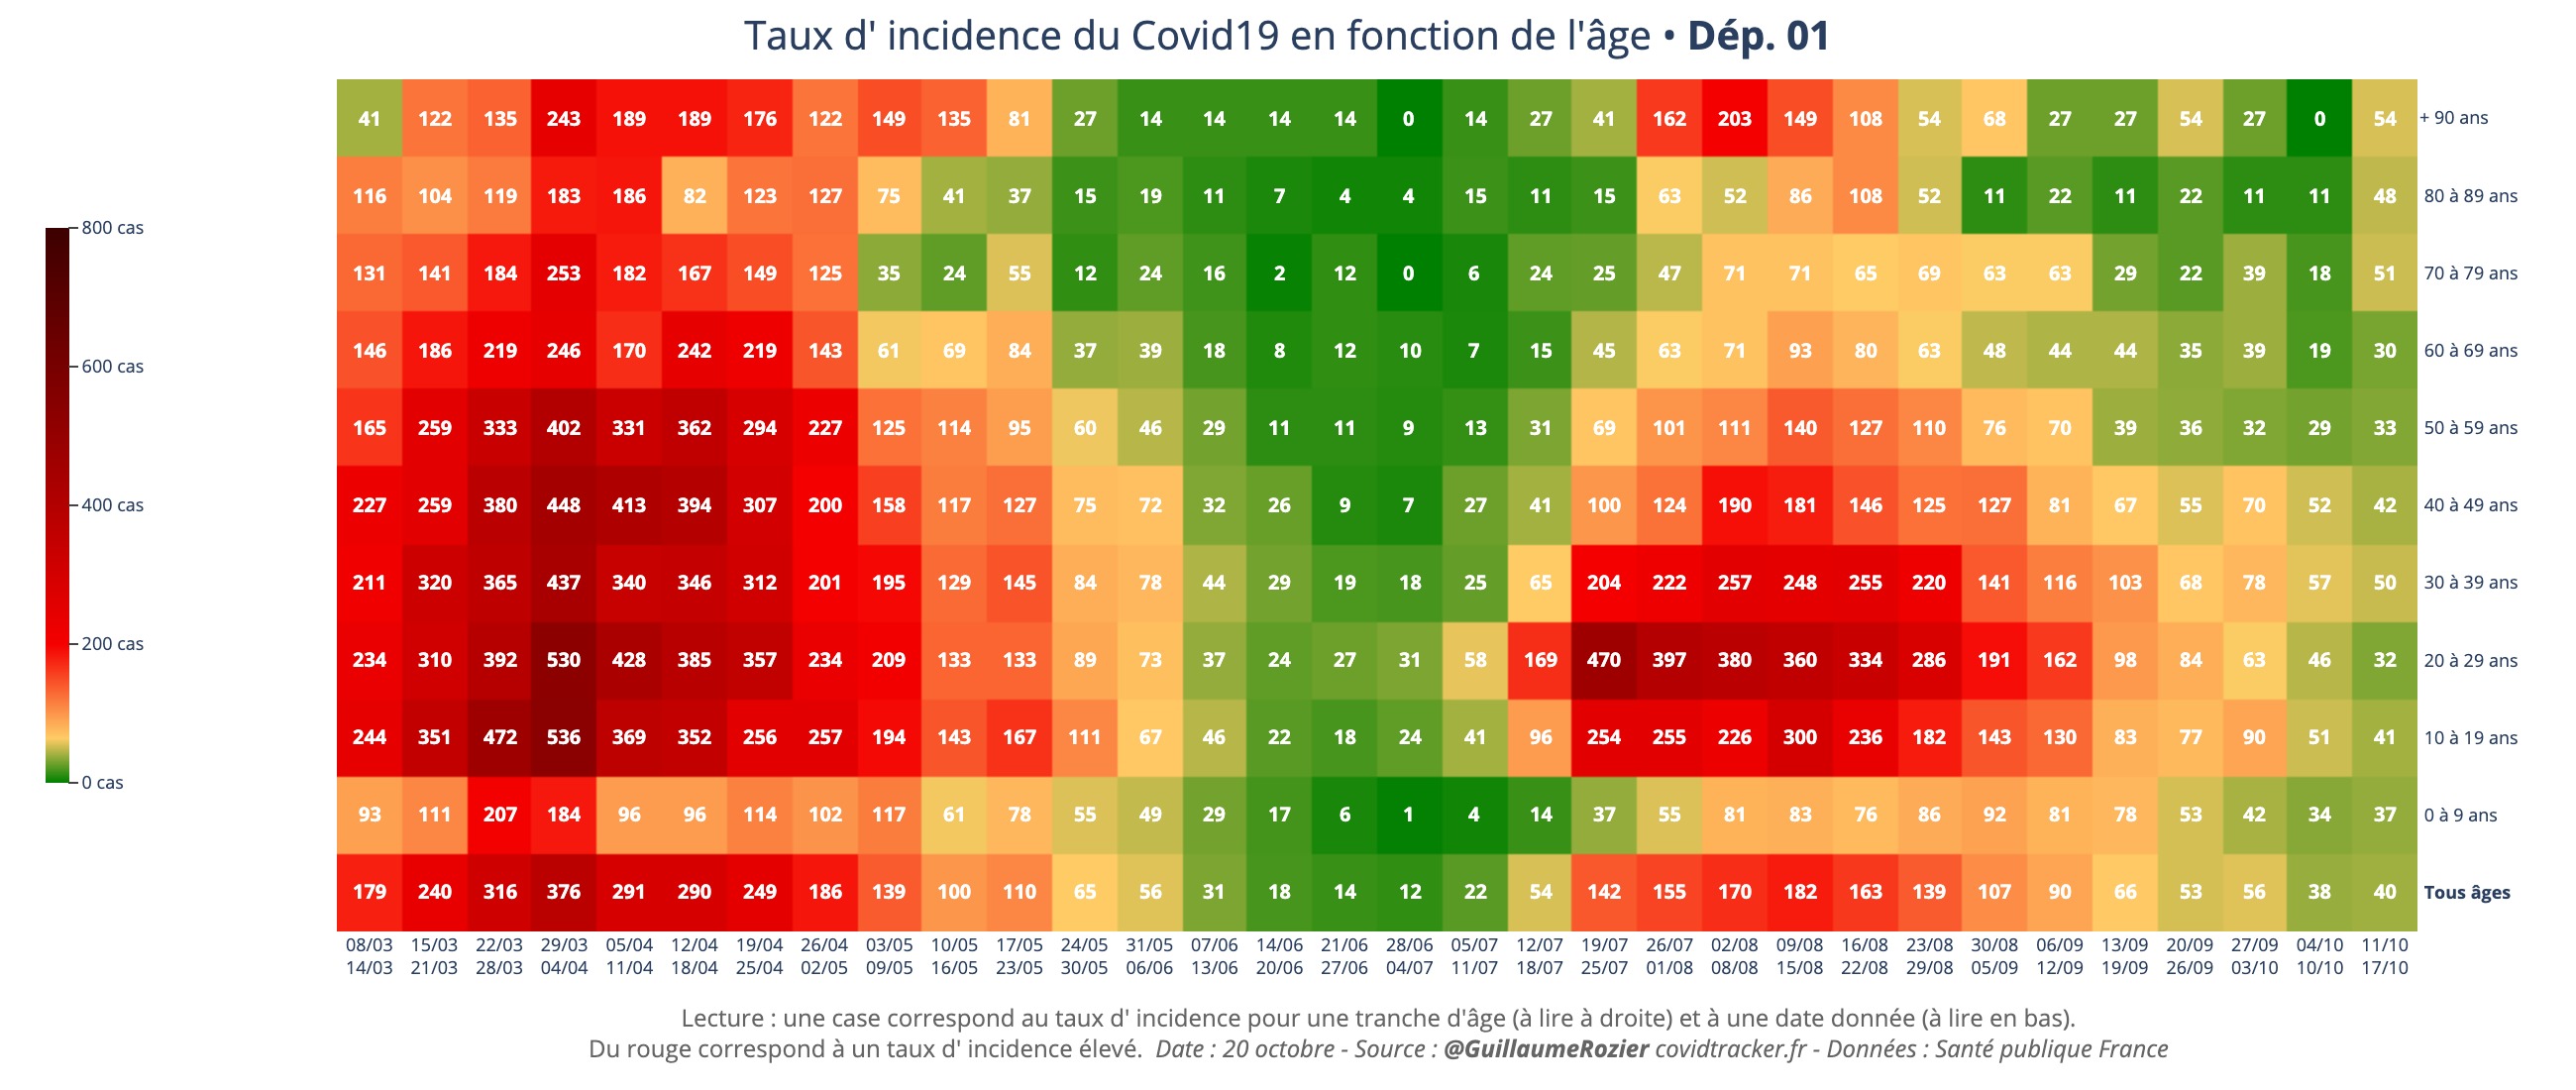 Taux d' incidence du Covid19 en fonction de l'âge • Dép. 01
800 cas
600 cas
400 cas
200 cas
0 cas
41 122 135 243 189 189 176 122 149 135 81 27 14 14 14 14 0 14 27 41 162 203 149 108 54 68 27 27 54 27 0 54 + 90 ans
116 104 119 183 186 82 123 127 75 41 37 15 19 11 7 4 4 15 11 15 63 52 86 108 52 11 22 11 22 11 11 48 80 à 89 ans
131 141 184 253 182 167 149 125 35 24 55 12 24 16 2 12 0 6 24 25 47 71 71 65 69 63 63 29 22 39 18 51 70 à 79 ans
146 186 219 246 170 242 219 143 61 69 84 37 39 18 8 12 10 7 15 45 63 71 93 80 63 48 44 44 35 39 19 30 60 à 69 ans
165 259 333 402 331 362 294 227 125 114 95 60 46 29 11 11 9 13 31 69 101 111 140 127 110 76 70 39 36 32 29 33 50 à 59 ans
227 259 380 448 413 394 307 200 158 117 127 75 72 32 26 9 7 27 41 100 124 190 181 146 125 127 81 67 55 70 52 42 40 à 49 ans
211 320 365 437 340 346 312 201 195 129 145 84 78 44 29 19 18 25 65 204 222 257 248 255 220 141 116 103 68 78 57 50 30 à 39 ans
234 310 392 530 428 385 357 234 209 133 133 89 73 37 24 27 31 58 169 470 397 380 360 334 286 191 162 98 84 63 46 32 20 à 29 ans
244 351 472 536 369 352 256 257 194 143 167 111 67 46 22 18 24 41 96 254 255 226 300 236 182 143 130 83 77 90 51 41 10 à 19 ans
93 111 207 184 96 96 114 102 117 61 78 55 49 29 17 6 1 4 14 37 55 81 83 76 86 92 81 78 53 42 34 37 0 à 9 ans
179 240 316 376 291 290 249 186 139 100 110 65 56 31 18 14 12 22 54 142 155 170 182 163 139 107 90 66 53 56 38 40 Tous âges
08/03 15/03 22/03 29/03 05/04 12/04 19/04 26/04 03/05 10/05 17/05 24/05 31/05 07/06 14/06 21/06 28/06 05/07 12/07 19/07 26/07 02/08 09/08 16/08 23/08 30/08 06/09 13/09 20/09 27/09 04/10 11/10
14/03 21/03 28/03 04/04 11/04 18/04 25/04 02/05 09/05 16/05 23/05 30/05 06/06 13/06 20/06 27/06 04/07 11/07 18/07 25/07 01/08 08/08 15/08 22/08 29/08 05/09 12/09 19/09 26/09 03/10 10/10 17/10
Lecture : une case correspond au taux d' incidence pour une tranche d'âge (à lire à droite) et à une date donnée (à lire en bas).
Du rouge correspond à un taux d' incidence élevé. Date : 20 octobre - Source : @GuillaumeRozier covidtracker.fr - Données : Santé publique France